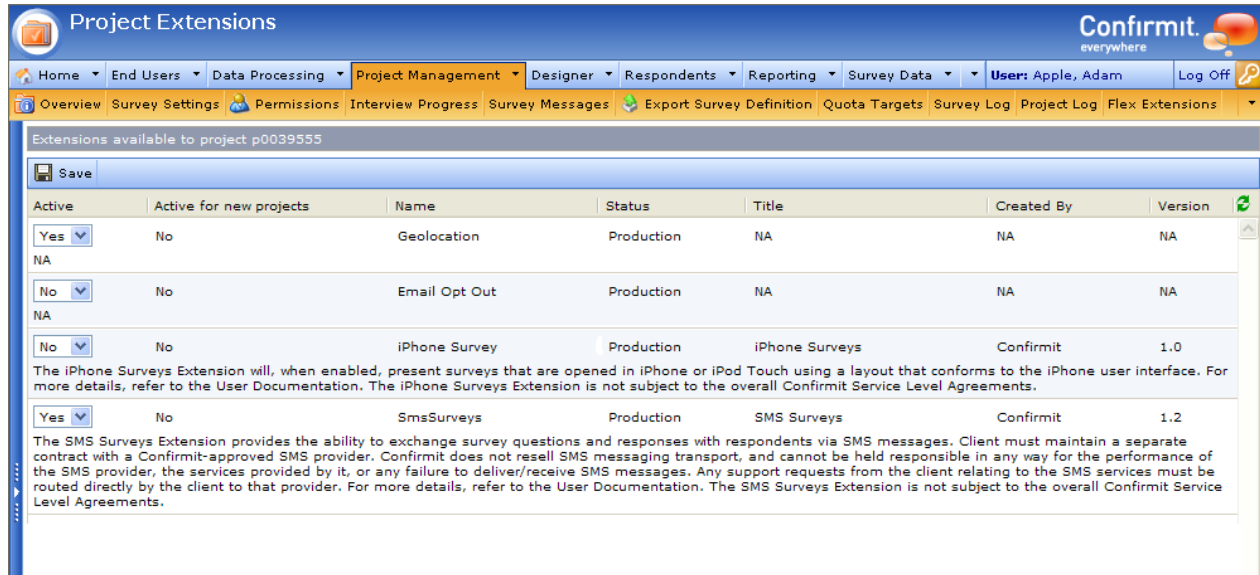 Project Extensions
Confirmit.
everywhere
Home End Users Data Processing Project Management Designer Respondents Reporting Survey Data User: Apple, Adam Log Off
Overview Survey Settings Permissions Interview Progress Survey Messages Export Survey Definition Quota Targets Survey Log Project Log Flex Extensions
Extensions available to project p0039555
Save
Active Active for new projects Name Status Title Created By Version
Yes No Geolocation Production NA NA NA
NA
No No Email Opt Out Production NA NA NA
NA
No No iPhone Survey Production iPhone Surveys Confirmit 1.0
The iPhone Surveys Extension will, when enabled, present surveys that are opened in iPhone or iPod Touch using a layout that conforms to the iPhone user interface. For
more details, refer to the User Documentation. The iPhone Surveys Extension is not subject to the overall Confirmit Service Level Agreements.
Yes No SmsSurveys Production SMS Surveys Confirmit 1.2
The SMS Surveys Extension provides the ability to exchange survey questions and responses with respondents via SMS messages. Client must maintain a separate
contract with a Confirmit-approved SMS provider. Confirmit does not resell SMS messaging transport, and cannot be held responsible in any way for the performance of
the SMS provider, the services provided by it, or any failure to deliver/receive SMS messages. Any support requests from the client relating to the SMS services must be
routed directly by the client to that provider. For more details, refer to the User Documentation. The SMS Surveys Extension is not subject to the overall Confirmit Service
Level Agreements.